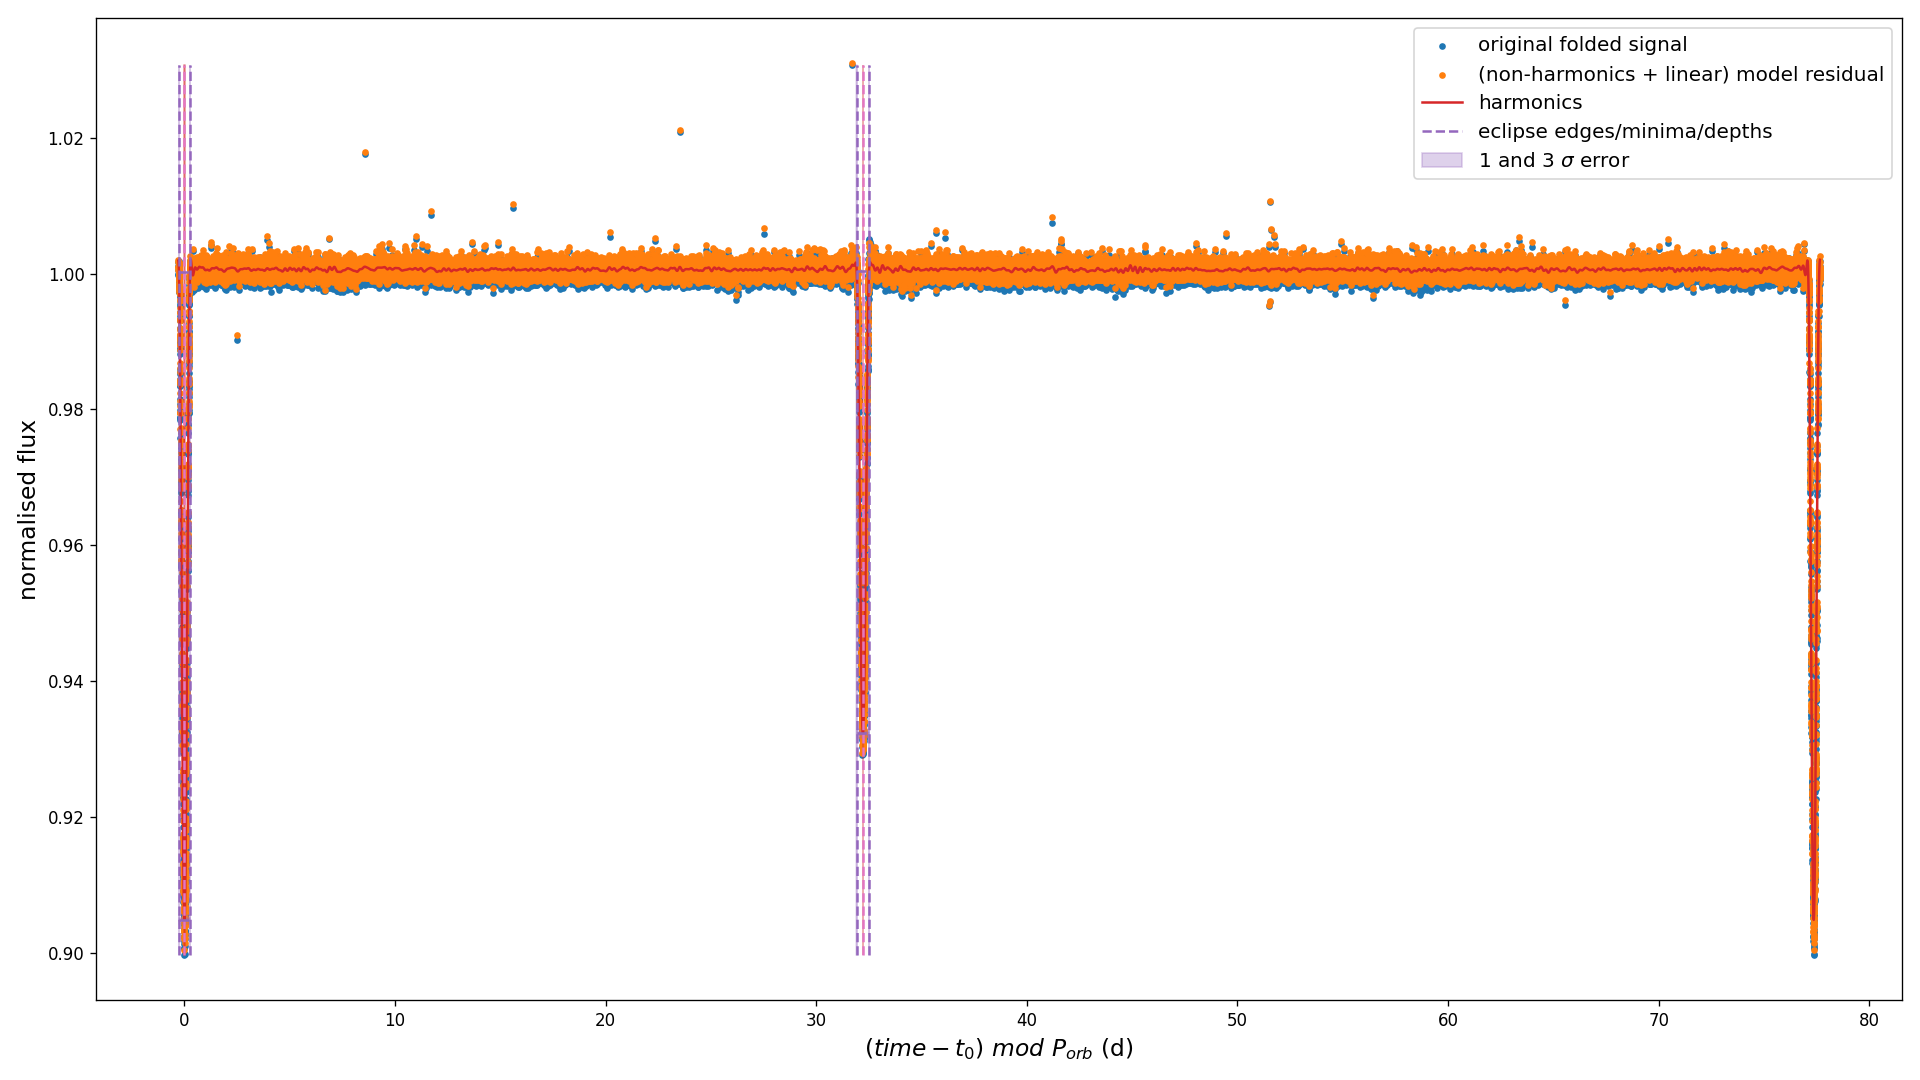 original folded signal
(non-harmonics + linear) model residual
harmonics
eclipse edges/minima/depths
1 and 3 σ error
normalised flux
1.02
1.00
0.98
0.96
0.94
0.92
0.90
0 10 20 30 40 50 60 70 80
(time − t₀) mod P_orb (d)